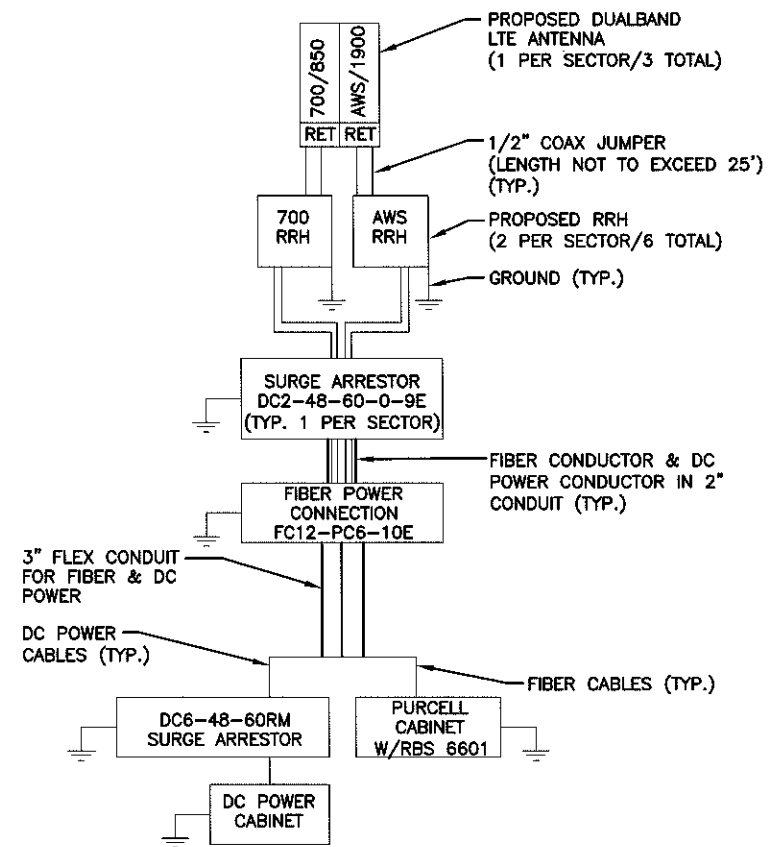 PROPOSED DUALBAND
LTE ANTENNA
(1 PER SECTOR/3 TOTAL)
700/850
AWS/1900
RET RET
1/2" COAX JUMPER
(LENGTH NOT TO EXCEED 25')
(TYP.)
700
RRH
AWS
RRH
PROPOSED RRH
(2 PER SECTOR/6 TOTAL)
GROUND (TYP.)
SURGE ARRESTOR
DC2-48-60-0-9E
(TYP. 1 PER SECTOR)
FIBER CONDUCTOR & DC
POWER CONDUCTOR IN 2"
CONDUIT (TYP.)
FIBER POWER
CONNECTION
FC12-PC6-10E
3" FLEX CONDUIT
FOR FIBER & DC
POWER
DC POWER
CABLES (TYP.)
FIBER CABLES (TYP.)
DC6-48-60RM
SURGE ARRESTOR
PURCELL
CABINET
W/RBS 6601
DC POWER
CABINET